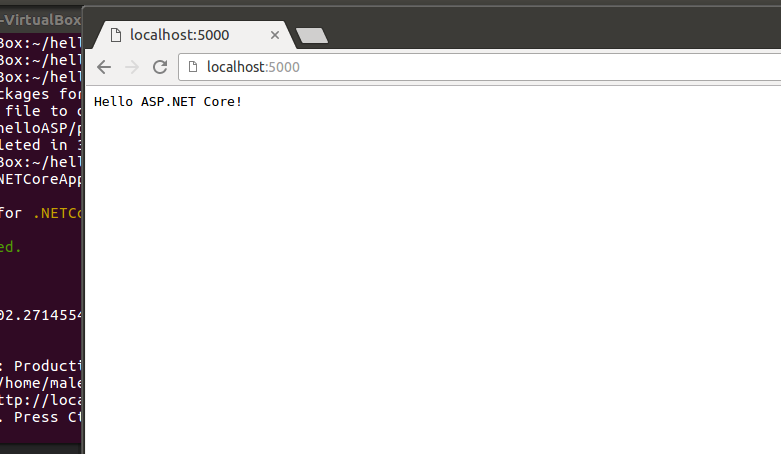 -VirtualBox
localhost:5000
localhost:5000
Hello ASP.NET Core!
Box:~/hell
Box:~/hell
Box:~/hell
ckages for
file to
helloASP/p
leted in 3
Box:~/hell
NETCoreApp
for .NETCo
ed.
02.2714554
: Producti
/home/male
ttp://loca
. Press Ct